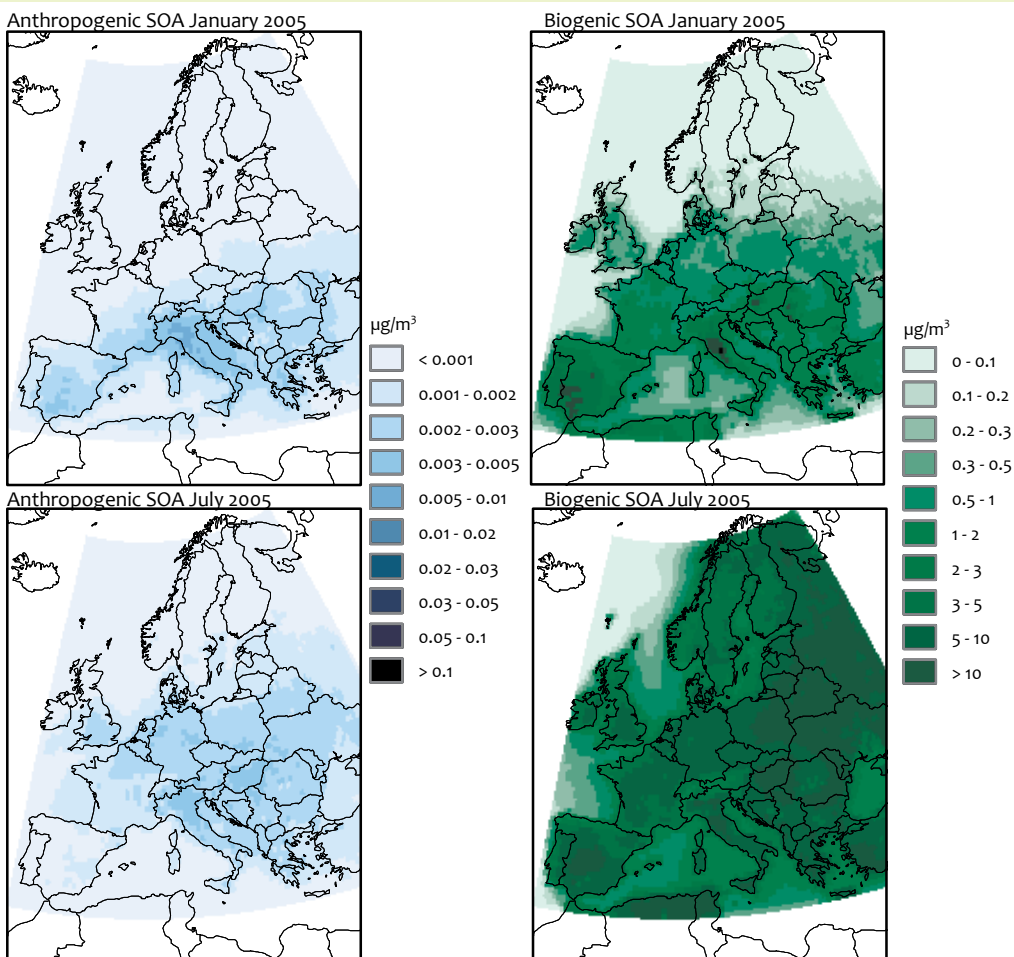 Anthropogenic SOA January 2005
Biogenic SOA January 2005
µg/m³
< 0.001
0.001 - 0.002
0.002 - 0.003
0.003 - 0.005
0.005 - 0.01
0.01 - 0.02
0.02 - 0.03
0.03 - 0.05
0.05 - 0.1
> 0.1
µg/m³
0 - 0.1
0.1 - 0.2
0.2 - 0.3
0.3 - 0.5
0.5 - 1
1 - 2
2 - 3
3 - 5
5 - 10
> 10
Anthropogenic SOA July 2005
Biogenic SOA July 2005